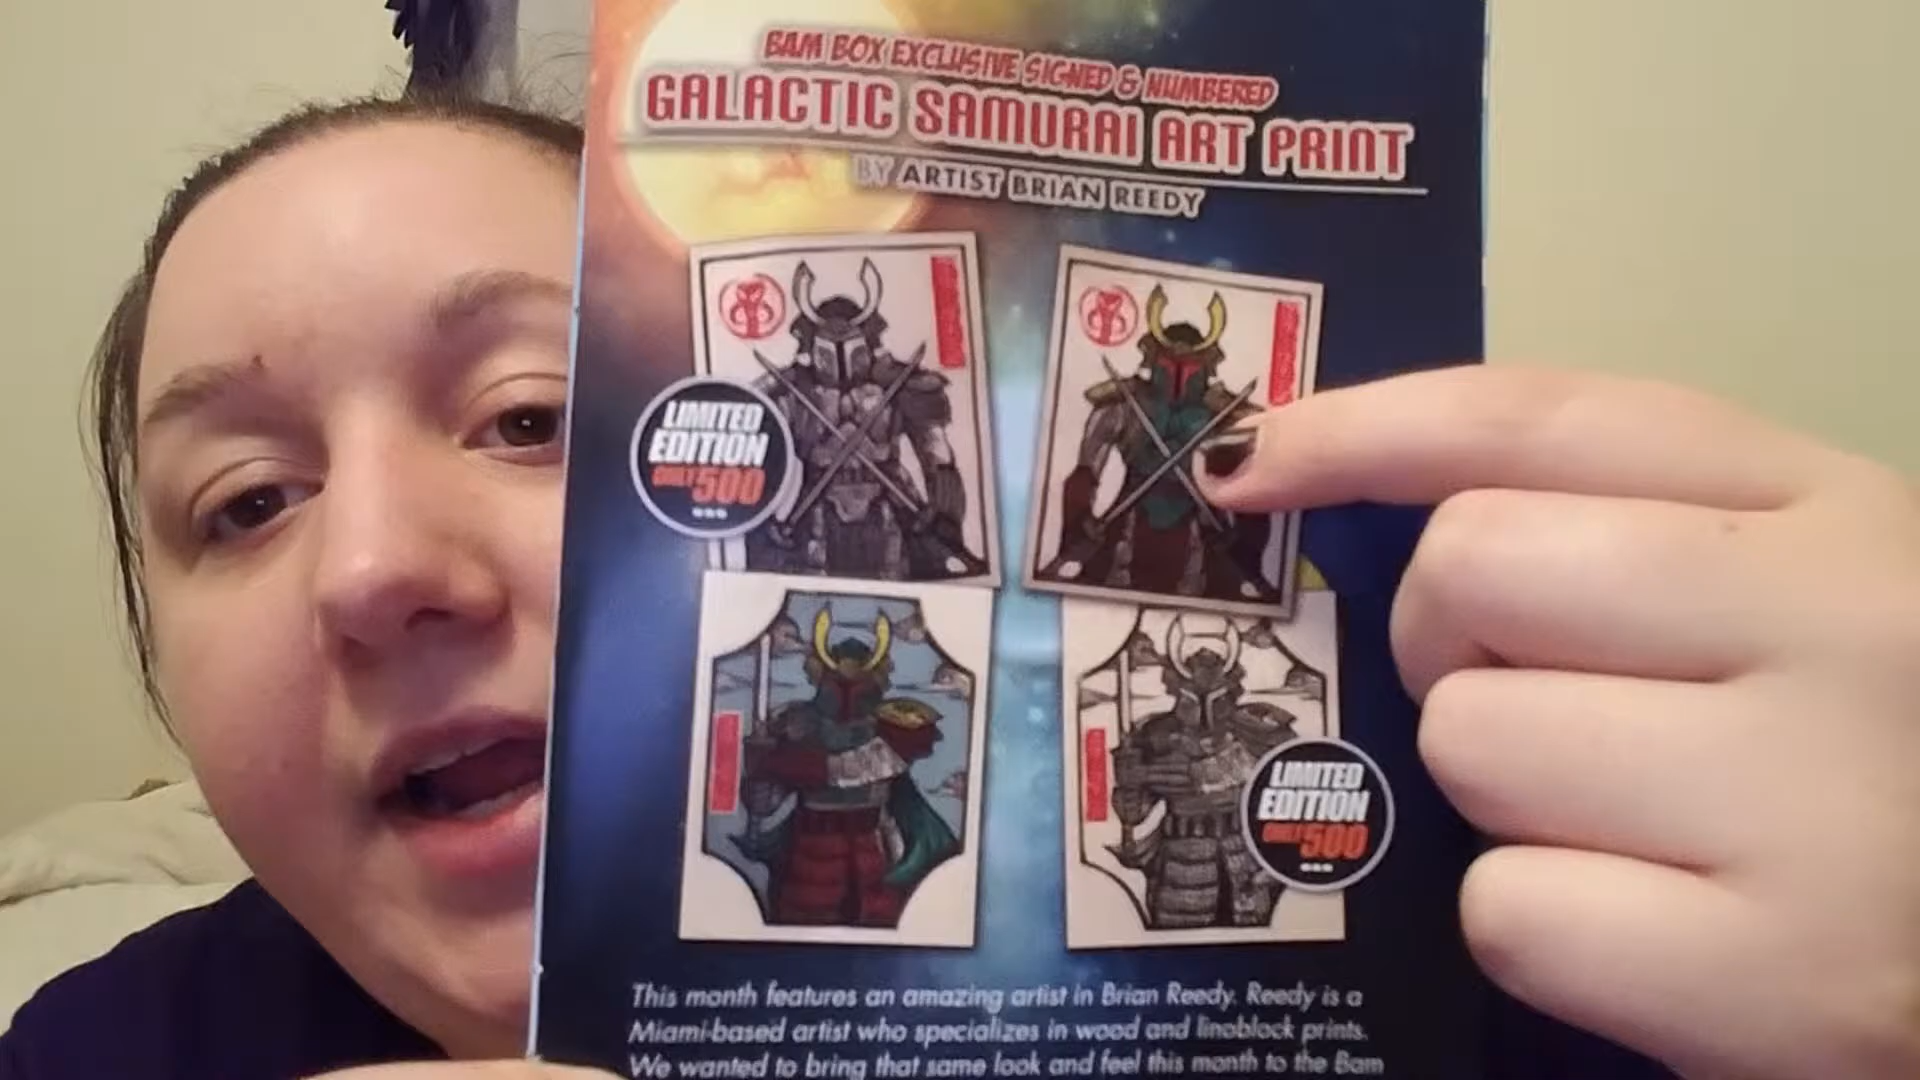 BAM BOX EXCLUSIVE SIGNED & NUMBERED
GALACTIC SAMURAI ART PRINT
BY ARTIST BRIAN REEDY
LIMITED
EDITION
ONLY 500
LIMITED
EDITION
ONLY 500
This month features an amazing artist in Brian Reedy. Reedy is a
Miami-based artist who specializes in wood and linoblock prints.
We wanted to bring that same look and feel this month to the Bam